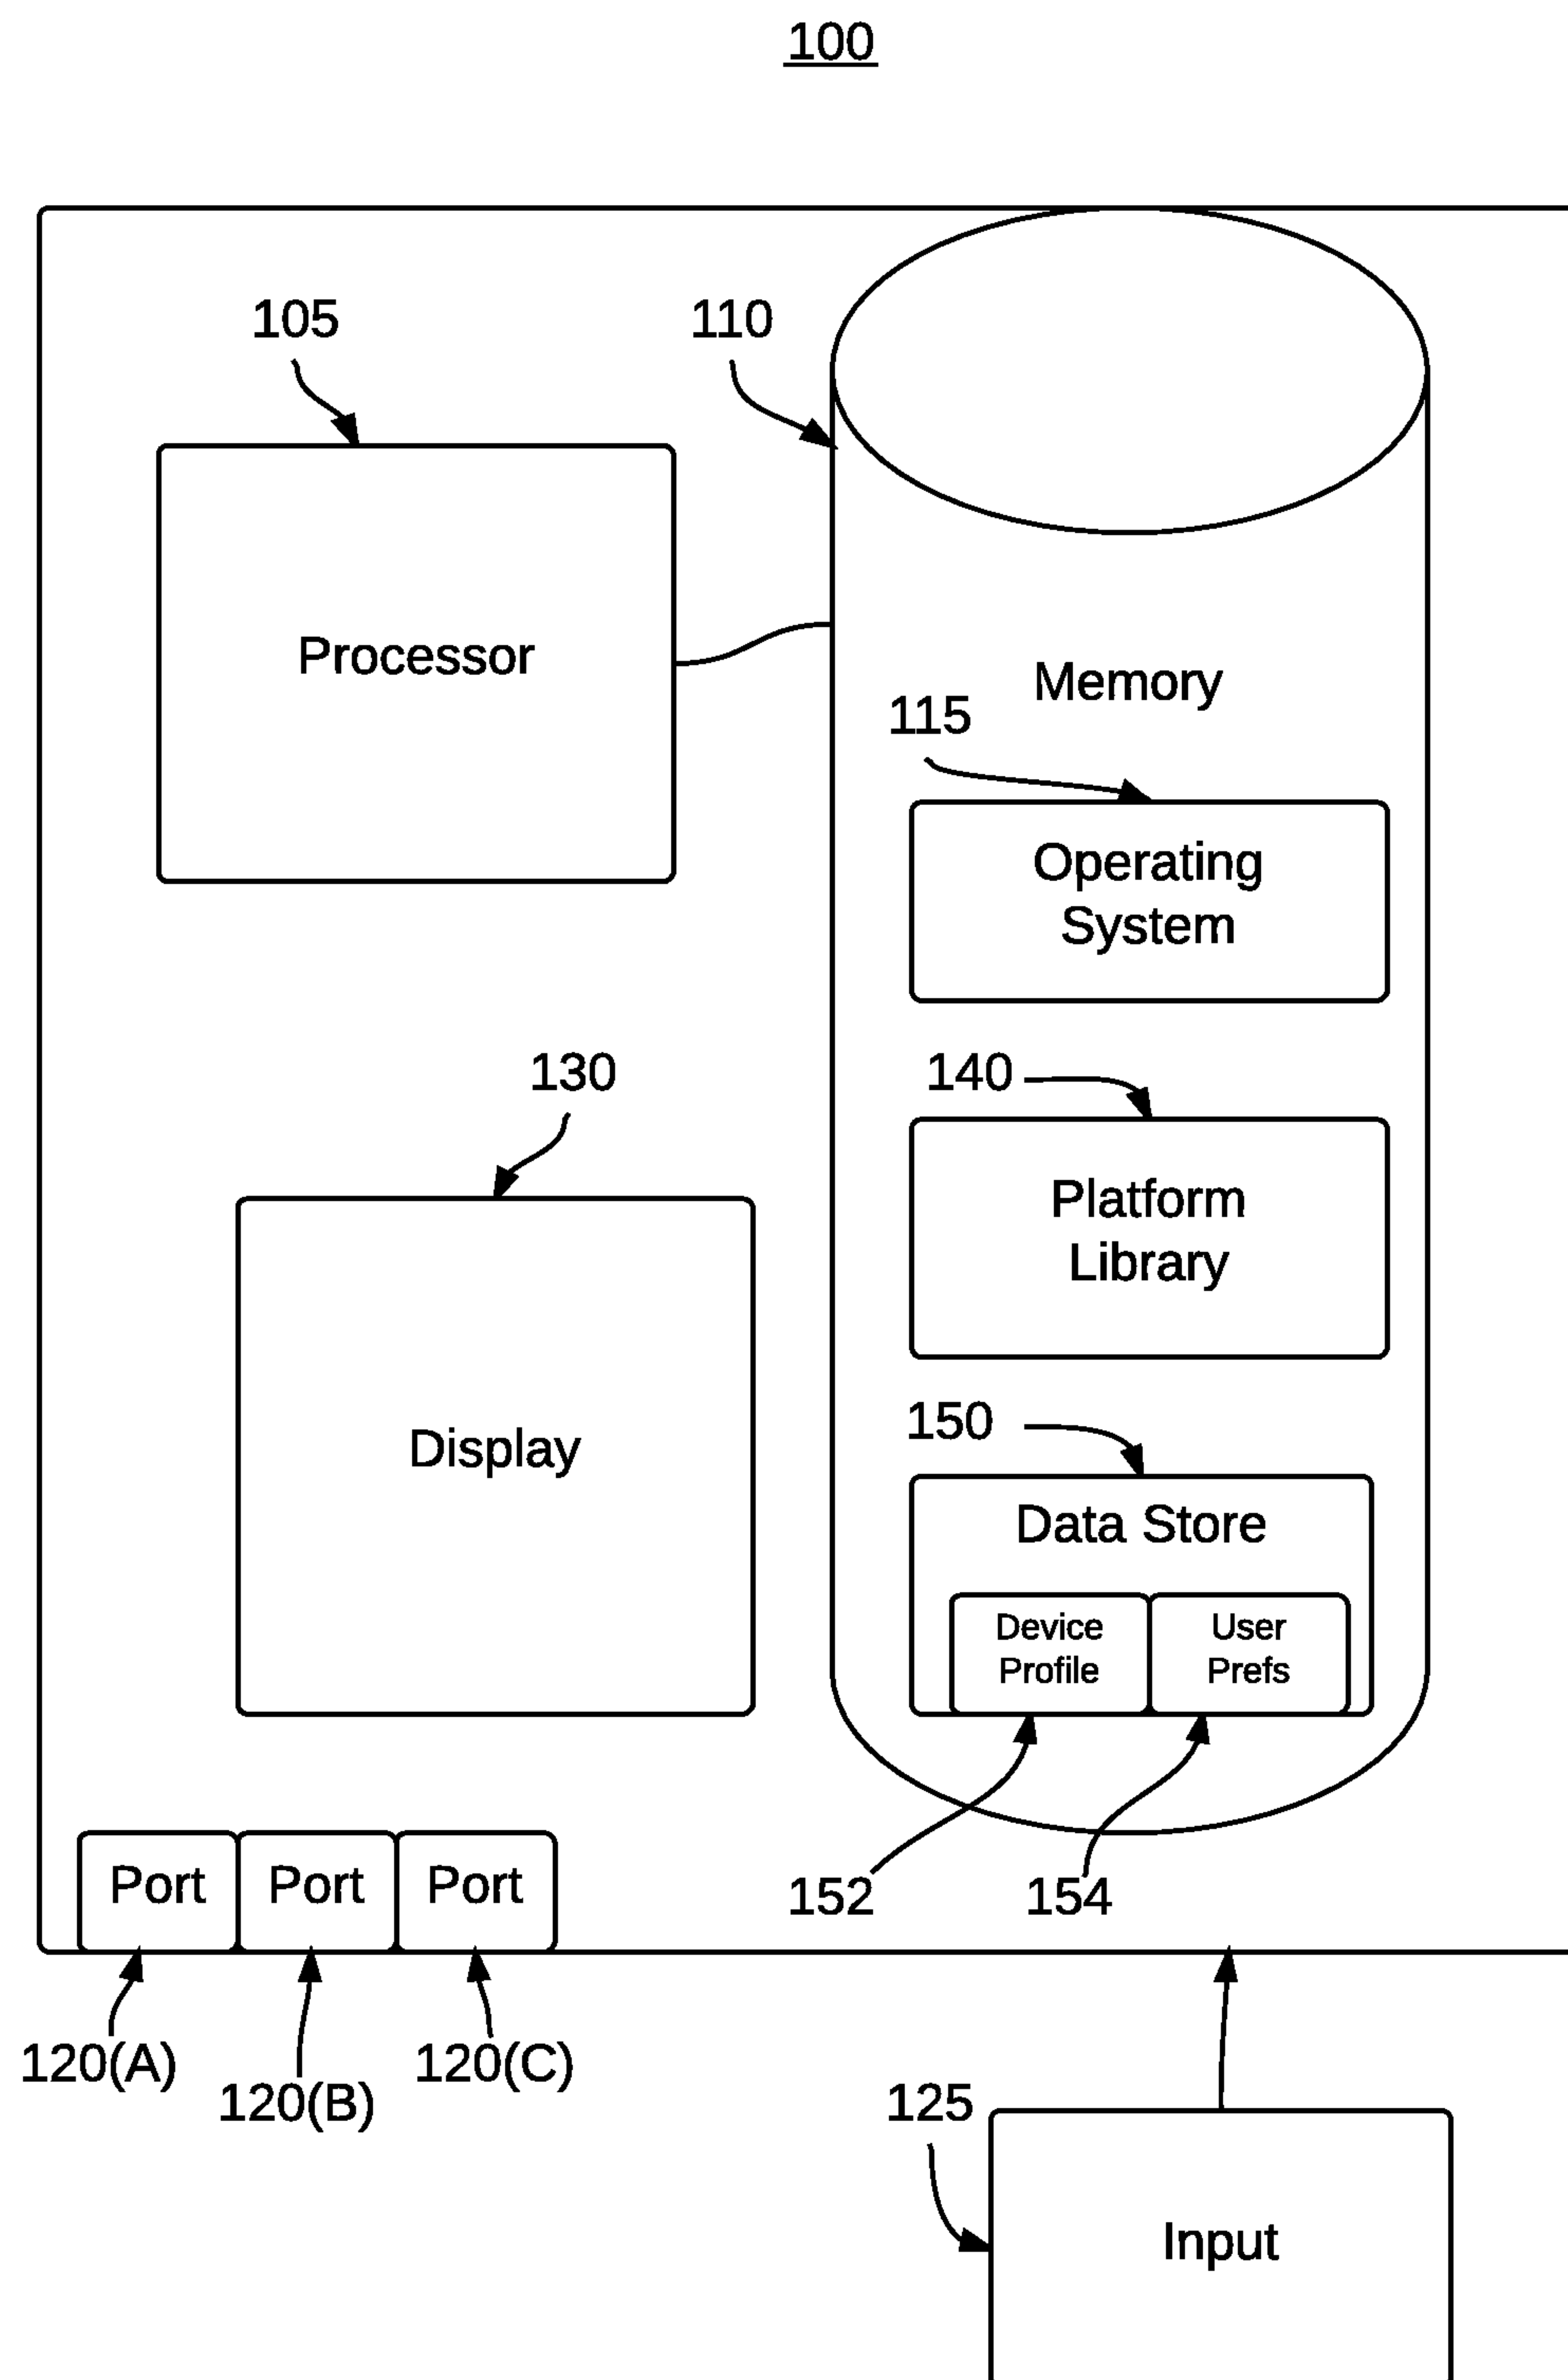 100
105
110
Processor
Memory
115
Operating
System
130
140
Platform
Library
150
Display
Data Store
Device
Profile
User
Prefs
Port
Port
Port
152
154
120(A)
120(B)
120(C)
125
Input